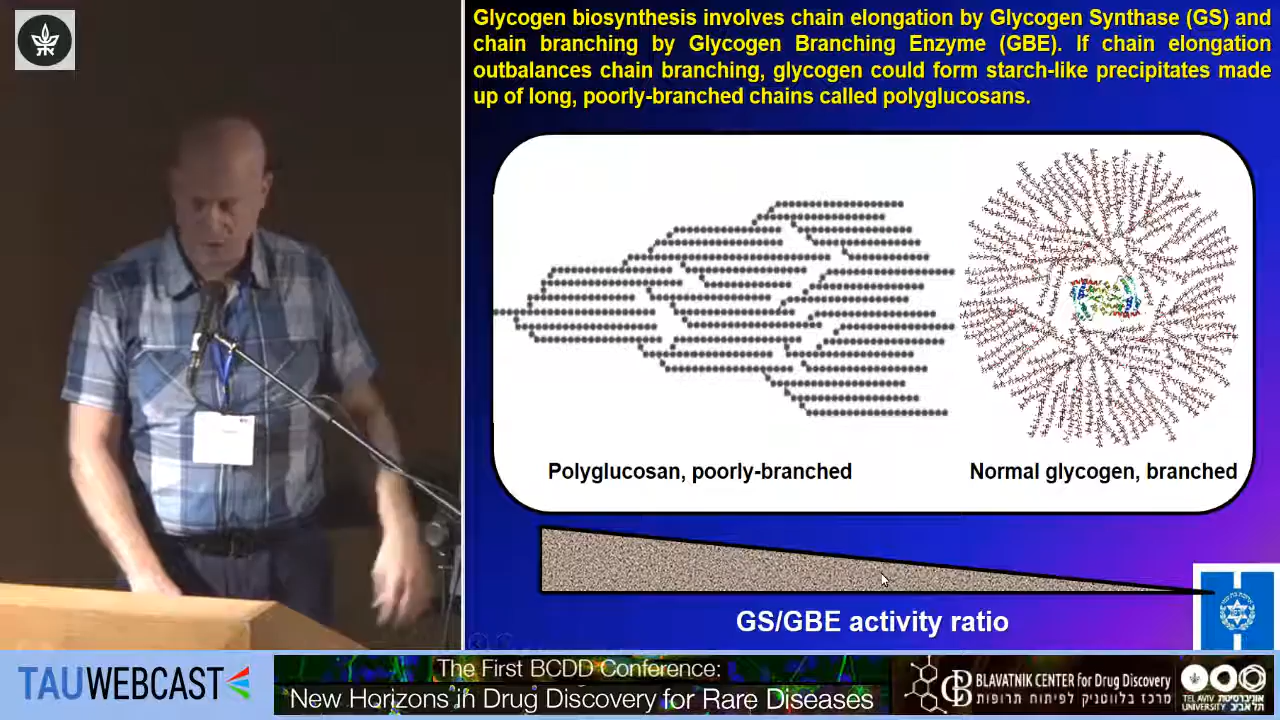 Glycogen biosynthesis involves chain elongation by Glycogen Synthase (GS) and
chain branching by Glycogen Branching Enzyme (GBE). If chain elongation
outbalances chain branching, glycogen could form starch-like precipitates made
up of long, poorly-branched chains called polyglucosans.
Polyglucosan, poorly-branched
Normal glycogen, branched
GS/GBE activity ratio
TAUWEBCAST
The First BCDD Conference:
New Horizons in Drug Discovery for Rare Diseases
BLAVATNIK CENTER for Drug Discovery
מרכז בלווטניק לפיתוח תרופות
TEL AVIV UNIVERSITY
אוניברסיטת תל אביב